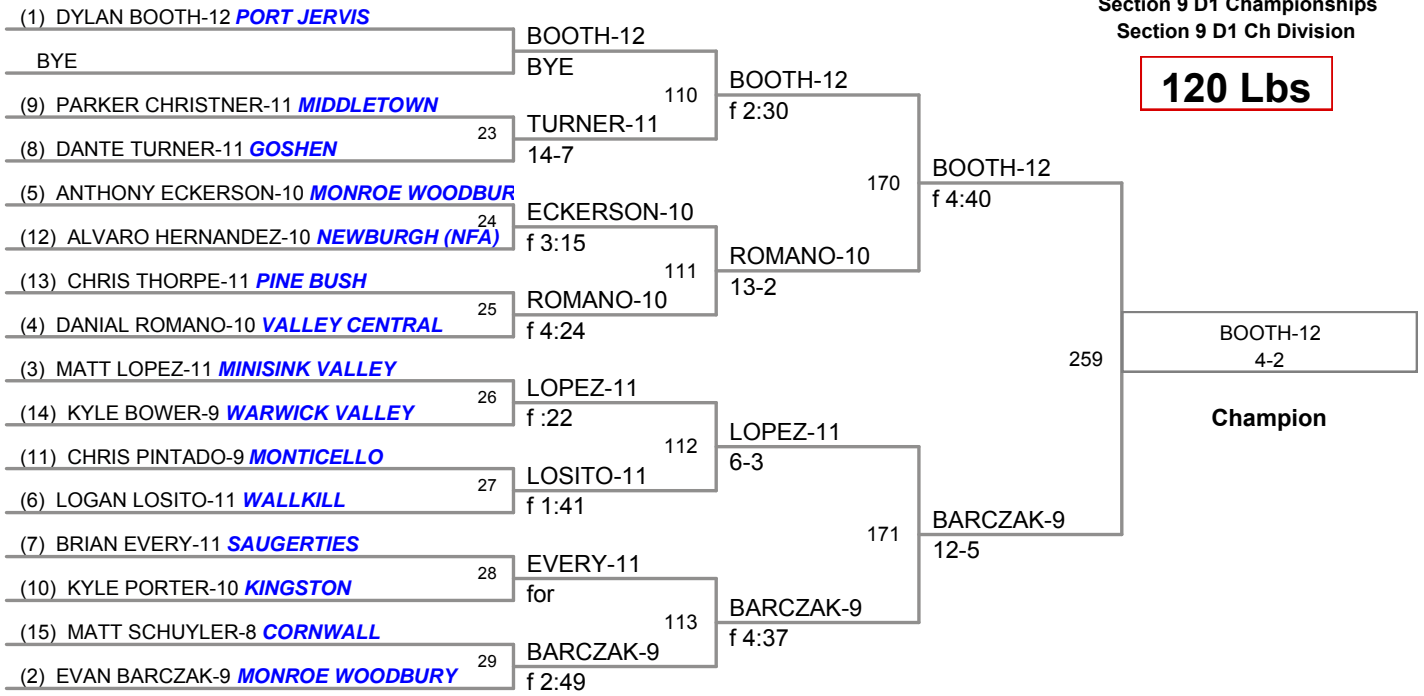 Section 9 D1 Championships
Section 9 D1 Ch Division
120 Lbs
(1) DYLAN BOOTH-12 PORT JERVIS
BYE
(9) PARKER CHRISTNER-11 MIDDLETOWN
(8) DANTE TURNER-11 GOSHEN
(5) ANTHONY ECKERSON-10 MONROE WOODBUR
(12) ALVARO HERNANDEZ-10 NEWBURGH (NFA)
(13) CHRIS THORPE-11 PINE BUSH
(4) DANIAL ROMANO-10 VALLEY CENTRAL
(3) MATT LOPEZ-11 MINISINK VALLEY
(14) KYLE BOWER-9 WARWICK VALLEY
(11) CHRIS PINTADO-9 MONTICELLO
(6) LOGAN LOSITO-11 WALLKILL
(7) BRIAN EVERY-11 SAUGERTIES
(10) KYLE PORTER-10 KINGSTON
(15) MATT SCHUYLER-8 CORNWALL
(2) EVAN BARCZAK-9 MONROE WOODBURY
23
24
25
26
27
28
29
BOOTH-12
BYE
TURNER-11
14-7
ECKERSON-10
f 3:15
ROMANO-10
f 4:24
LOPEZ-11
f :22
LOSITO-11
f 1:41
EVERY-11
for
BARCZAK-9
f 2:49
110
111
112
113
BOOTH-12
f 2:30
ROMANO-10
13-2
LOPEZ-11
6-3
BARCZAK-9
f 4:37
170
171
BOOTH-12
f 4:40
BARCZAK-9
12-5
259
BOOTH-12
4-2
Champion